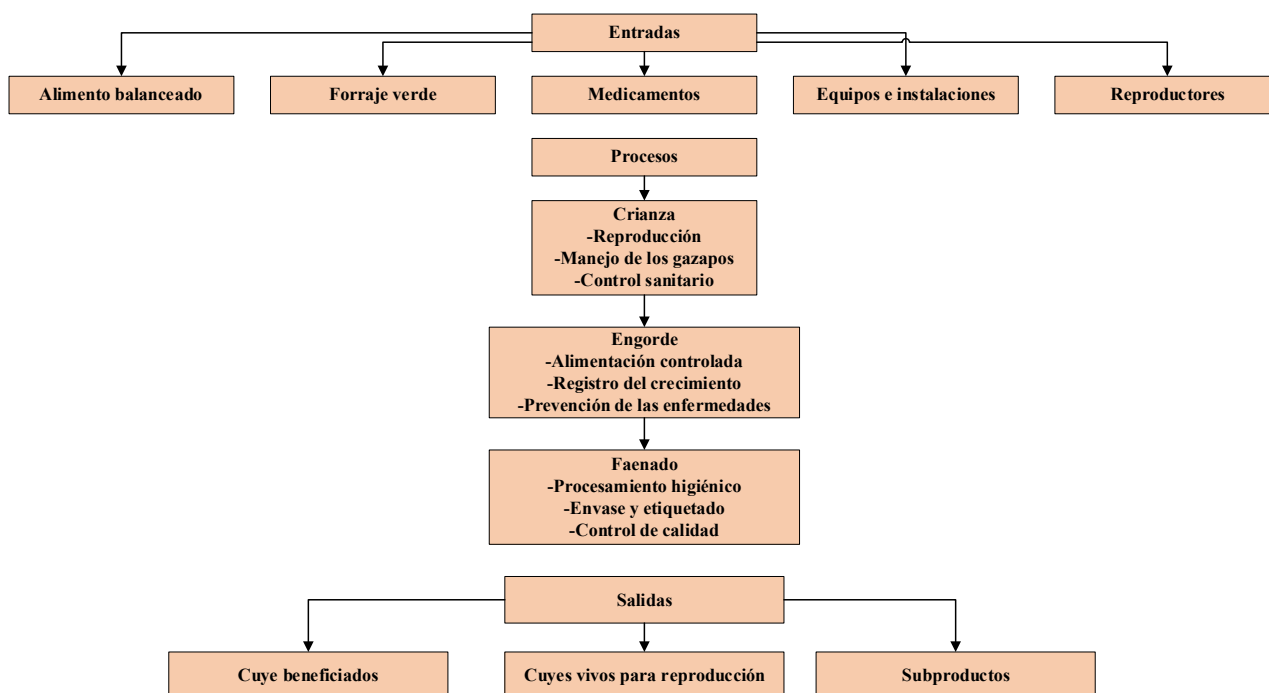 Entradas
Alimento balanceado
Forraje verde
Medicamentos
Equipos e instalaciones
Reproductores
Procesos
Crianza
-Reproducción
-Manejo de los gazapos
-Control sanitario
Engorde
-Alimentación controlada
-Registro del crecimiento
-Prevención de las enfermedades
Faenado
-Procesamiento higiénico
-Envase y etiquetado
-Control de calidad
Salidas
Cuye beneficiados
Cuyes vivos para reproducción
Subproductos